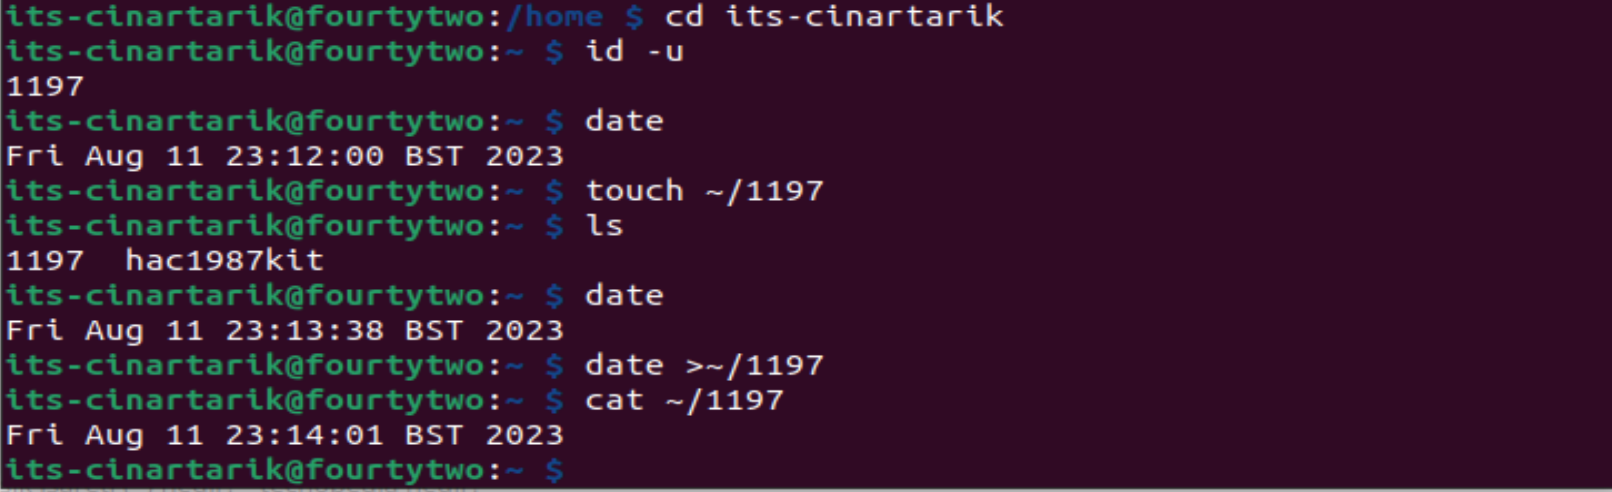 its-cinartarik@fourtytwo:/home $ cd its-cinartarik
its-cinartarik@fourtytwo:~ $ id -u
1197
its-cinartarik@fourtytwo:~ $ date
Fri Aug 11 23:12:00 BST 2023
its-cinartarik@fourtytwo:~ $ touch ~/1197
its-cinartarik@fourtytwo:~ $ ls
1197  hac1987kit
its-cinartarik@fourtytwo:~ $ date
Fri Aug 11 23:13:38 BST 2023
its-cinartarik@fourtytwo:~ $ date >~/1197
its-cinartarik@fourtytwo:~ $ cat ~/1197
Fri Aug 11 23:14:01 BST 2023
its-cinartarik@fourtytwo:~ $